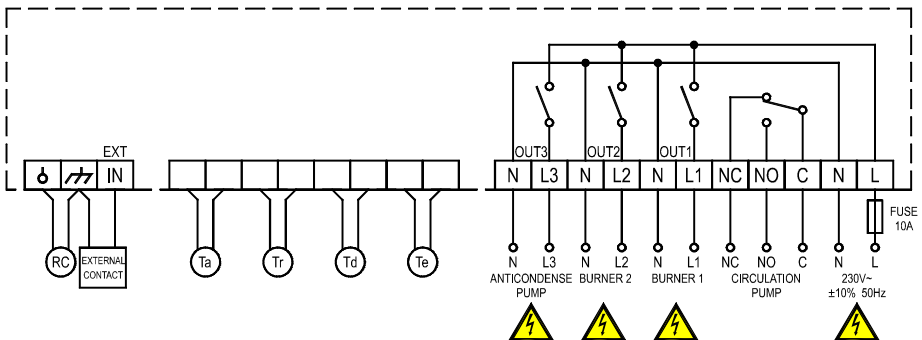 EXT
OUT3 OUT2 OUT1
IN
N L3 N L2 N L1 NC NO C N L
FUSE
10A
RC
EXTERNAL
CONTACT
Ta Tr Td Te
N L3 N L2 N L1 NC NO C N L
ANTICONDENSE
PUMP
BURNER 2
BURNER 1
CIRCULATION
PUMP
230V~
±10% 50Hz